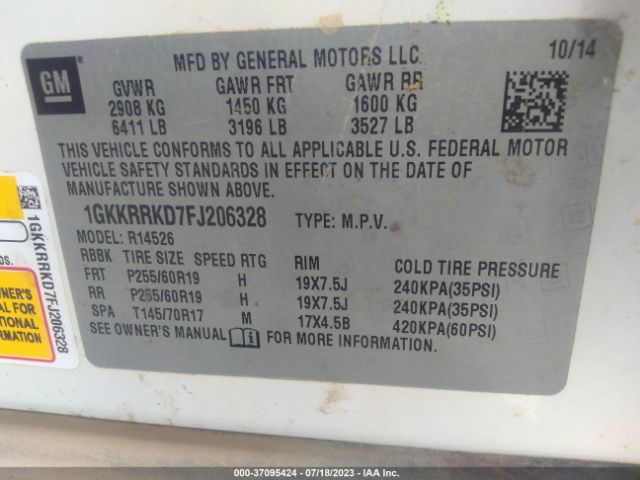 GM
MFD BY GENERAL MOTORS LLC 10/14
GVWR GAWR FRT GAWR RR
2908 KG 1450 KG 1600 KG
6411 LB 3196 LB 3527 LB
THIS VEHICLE CONFORMS TO ALL APPLICABLE U.S. FEDERAL MOTOR
VEHICLE SAFETY STANDARDS IN EFFECT ON THE DATE OF
MANUFACTURE SHOWN ABOVE.
1GKKRRKD7FJ206328 TYPE: M.P.V.
MODEL: R14526
RBBK TIRE SIZE SPEED RTG RIM COLD TIRE PRESSURE
FRT P255/60R19 H 19X7.5J 240KPA(35PSI)
RR P255/60R19 H 19X7.5J 240KPA(35PSI)
SPA T145/70R17 M 17X4.5B 420KPA(60PSI)
SEE OWNER'S MANUAL FOR MORE INFORMATION.
1GKKRRKD7FJ206328
DS.
NER'S
AL FOR
TIONAL
MATION
000-37095424 - 07/18/2023 - IAA Inc.